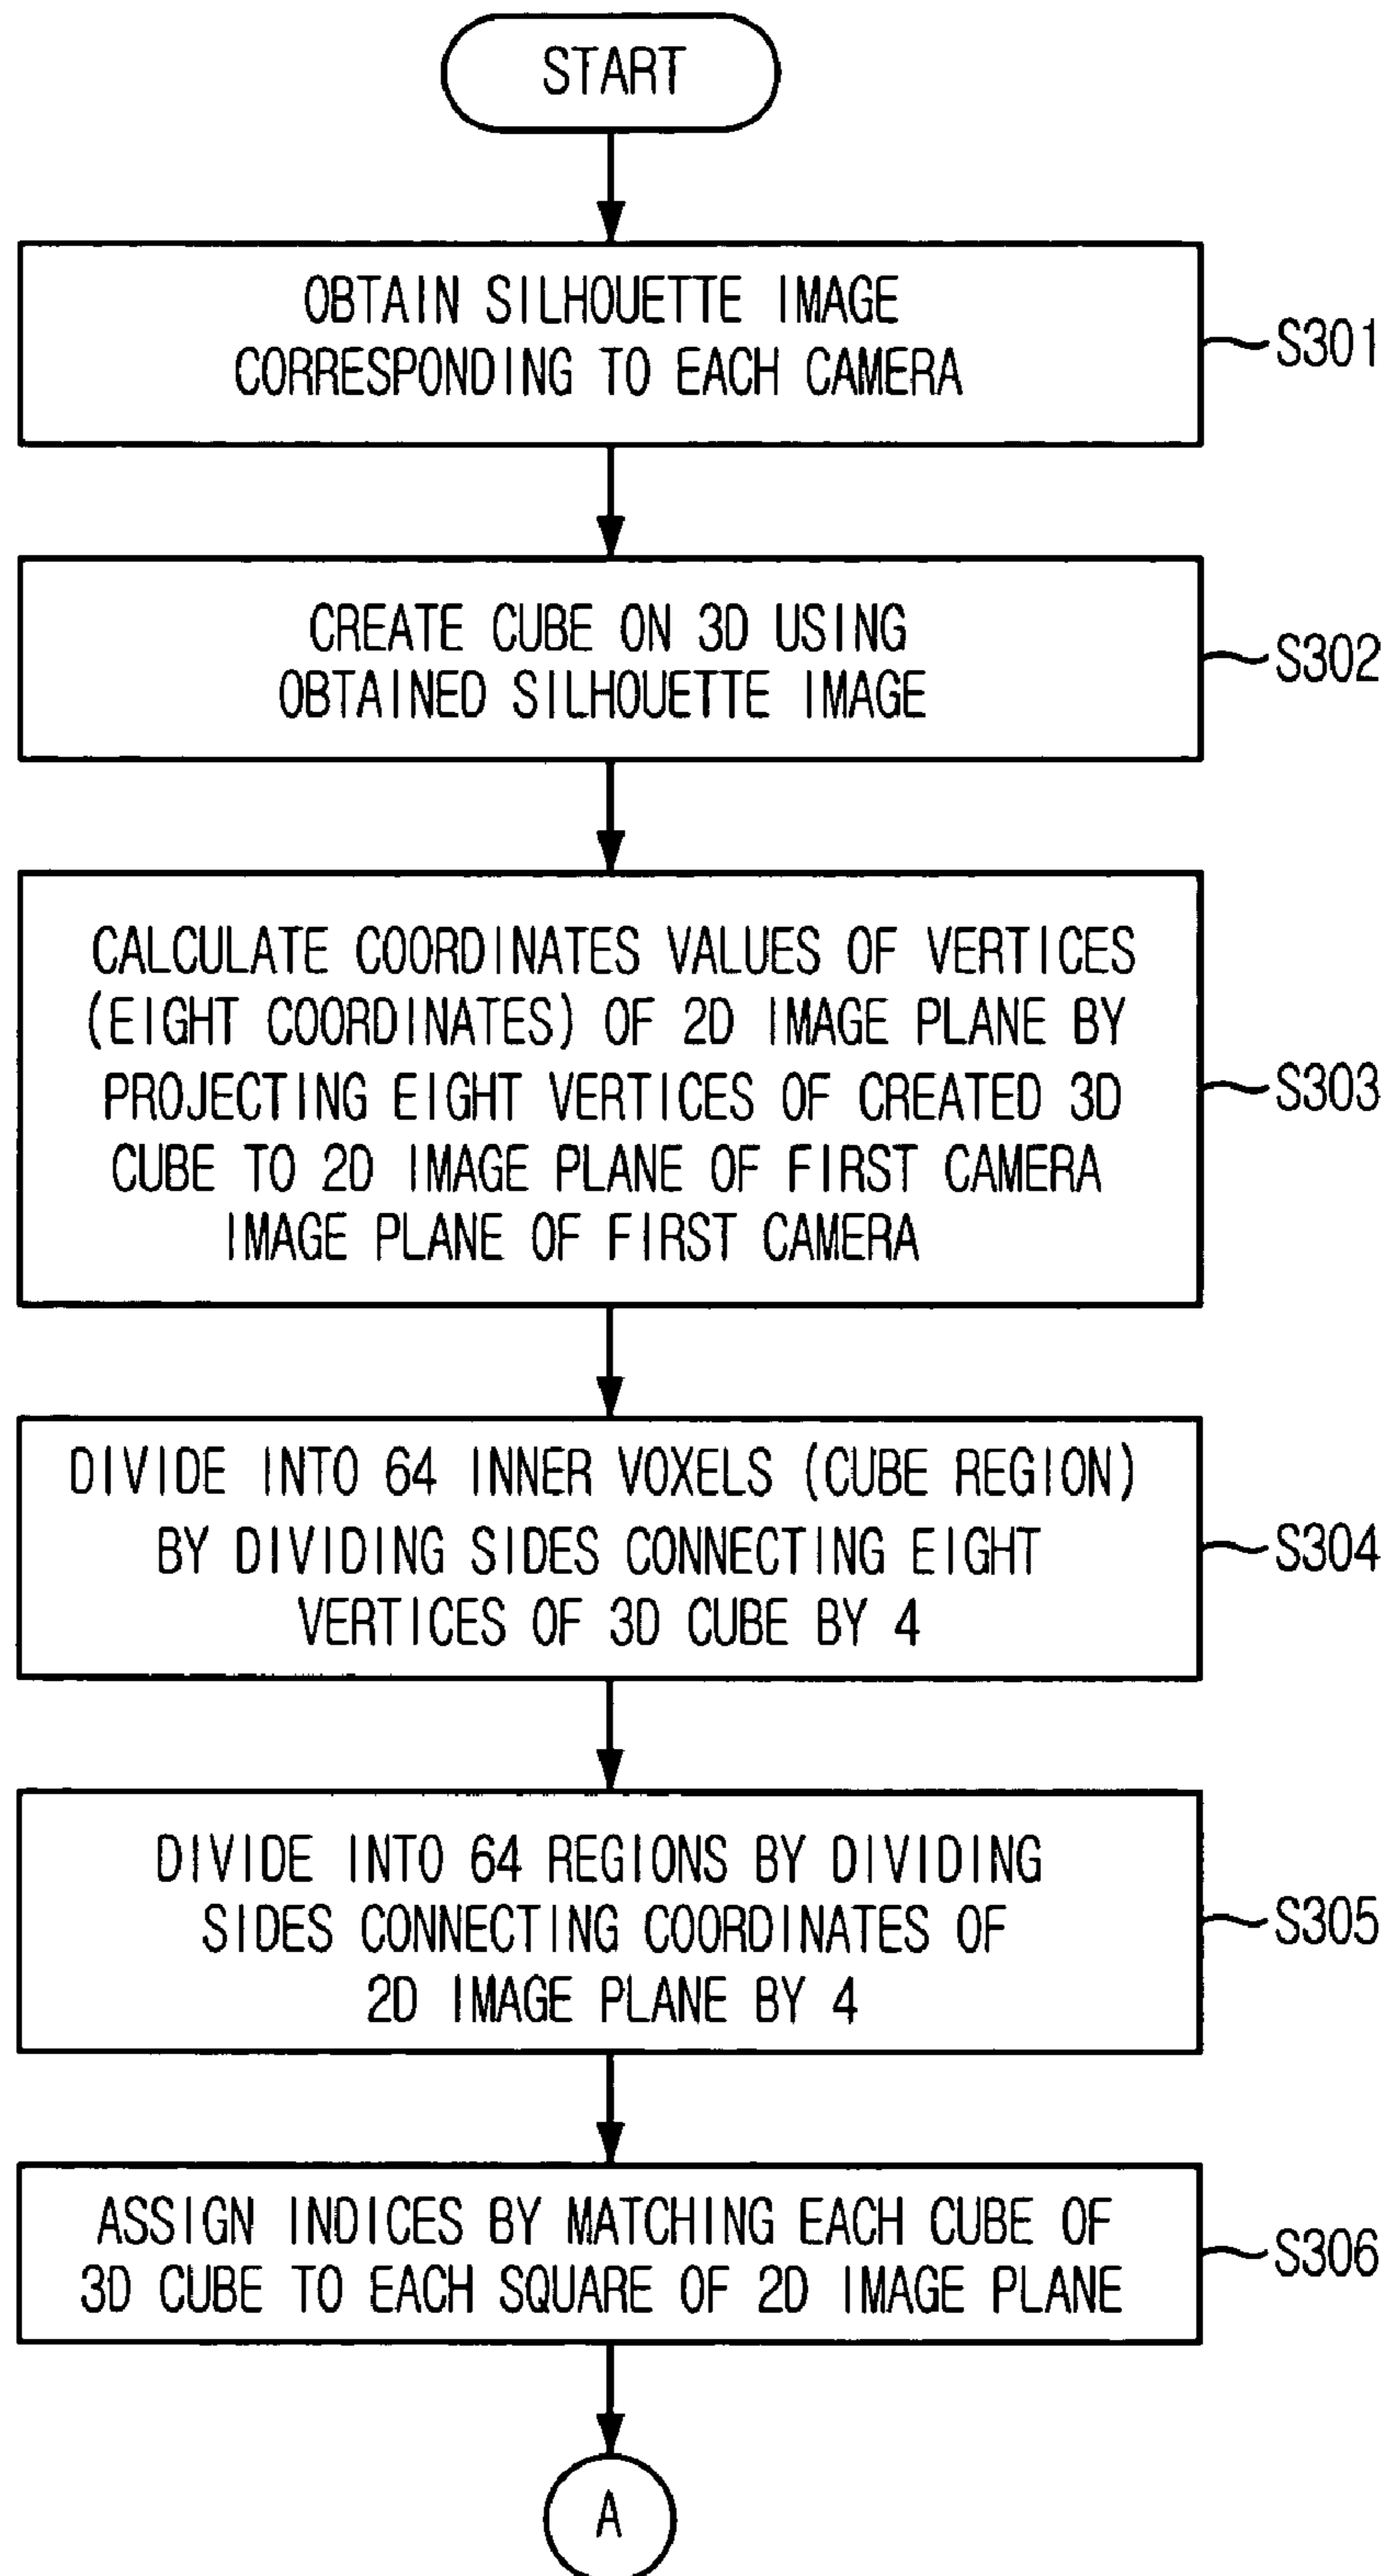 START
OBTAIN SILHOUETTE IMAGE
CORRESPONDING TO EACH CAMERA
S301
CREATE CUBE ON 3D USING
OBTAINED SILHOUETTE IMAGE
S302
CALCULATE COORDINATES VALUES OF VERTICES
(EIGHT COORDINATES) OF 2D IMAGE PLANE BY
PROJECTING EIGHT VERTICES OF CREATED 3D
CUBE TO 2D IMAGE PLANE OF FIRST CAMERA
IMAGE PLANE OF FIRST CAMERA
S303
DIVIDE INTO 64 INNER VOXELS (CUBE REGION)
BY DIVIDING SIDES CONNECTING EIGHT
VERTICES OF 3D CUBE BY 4
S304
DIVIDE INTO 64 REGIONS BY DIVIDING
SIDES CONNECTING COORDINATES OF
2D IMAGE PLANE BY 4
S305
ASSIGN INDICES BY MATCHING EACH CUBE OF
3D CUBE TO EACH SQUARE OF 2D IMAGE PLANE
S306
A